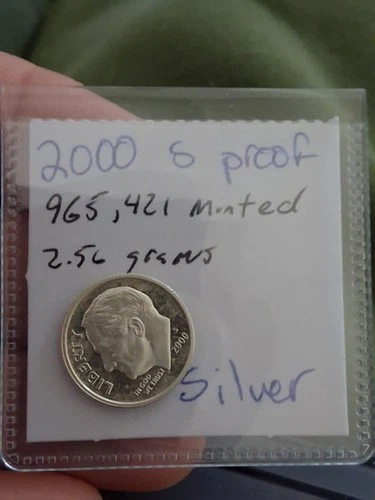 2000 S proof
965,421 minted
2.56 grams
LIBERTY
IN GOD
WE TRUST
S
2000
Silver